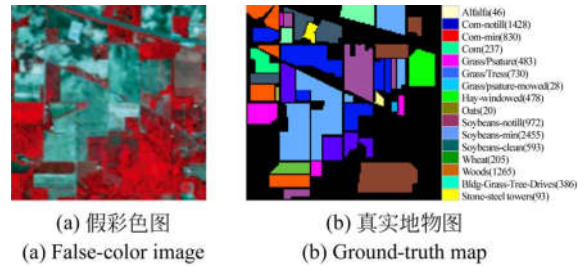 Alfalfa(46)
Corn-notill(1428)
Corn-min(830)
Corn(237)
Grass/Psature(483)
Grass/Tress(730)
Grass/psature-mowed(28)
Hay-windowed(478)
Oats(20)
Soybeans-notill(972)
Soybeans-min(2455)
Soybeans-clean(593)
Wheat(205)
Woods(1265)
Bldg-Grass-Tree-Drives(386)
Stone-steel towers(93)
(a) 假彩色图
(b) 真实地物图
(a) False-color image
(b) Ground-truth map